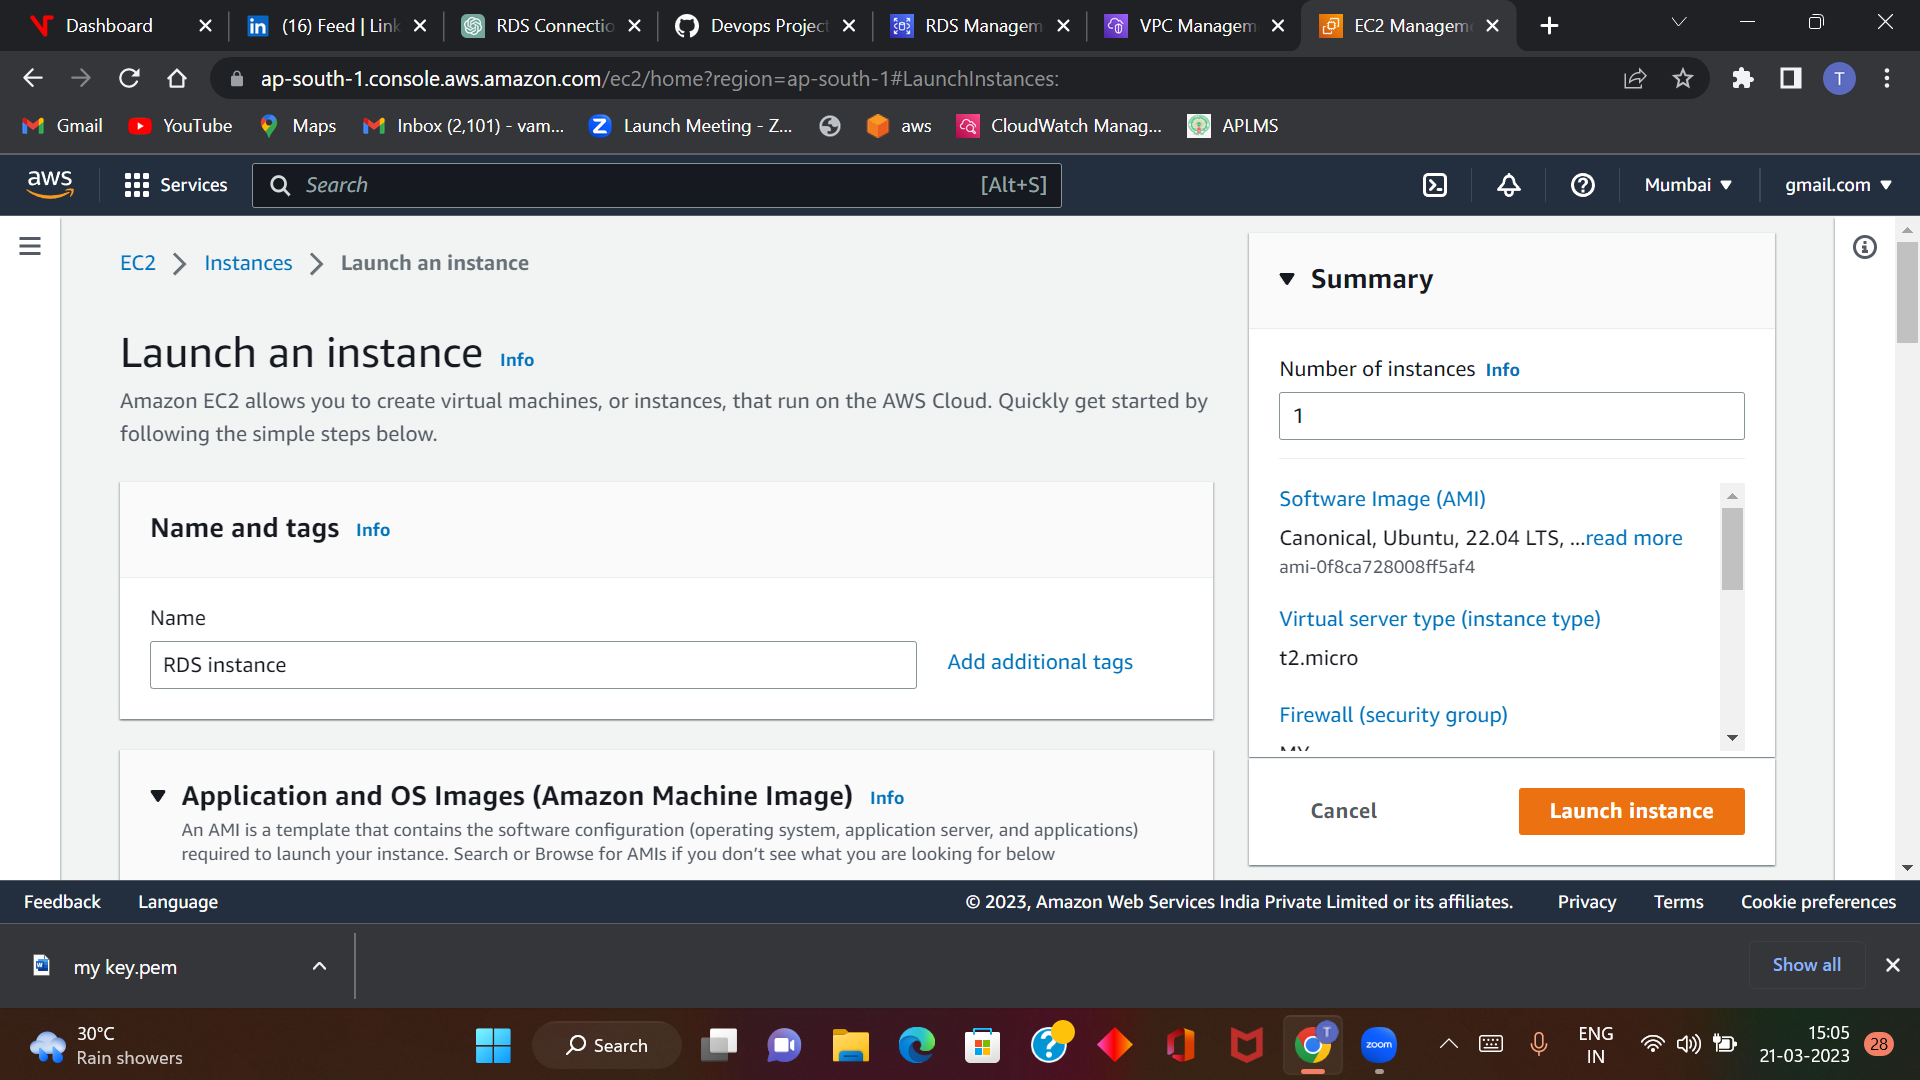 Dashboard
(16) Feed | Link
RDS Connectio
Devops Project
RDS Managem
VPC Managem
EC2 Managem
ap-south-1.console.aws.amazon.com/ec2/home?region=ap-south-1#LaunchInstances:
T
Gmail
YouTube
Maps
Inbox (2,101) - vam...
Launch Meeting - Z...
aws
CloudWatch Manag...
APLMS
aws
Services
Search
[Alt+S]
Mumbai
gmail.com
EC2
Instances
Launch an instance
Launch an instance Info
Amazon EC2 allows you to create virtual machines, or instances, that run on the AWS Cloud. Quickly get started by
following the simple steps below.
Name and tags Info
Name
RDS instance
Add additional tags
Application and OS Images (Amazon Machine Image) Info
An AMI is a template that contains the software configuration (operating system, application server, and applications)
required to launch your instance. Search or Browse for AMIs if you don't see what you are looking for below
Summary
Number of instances Info
1
Software Image (AMI)
Canonical, Ubuntu, 22.04 LTS, ...read more
ami-0f8ca728008ff5af4
Virtual server type (instance type)
t2.micro
Firewall (security group)
Cancel
Launch instance
Feedback
Language
© 2023, Amazon Web Services India Private Limited or its affiliates.
Privacy
Terms
Cookie preferences
my key.pem
Show all
30°C
Rain showers
Search
T
zoom
ENG
IN
15:05
21-03-2023
28